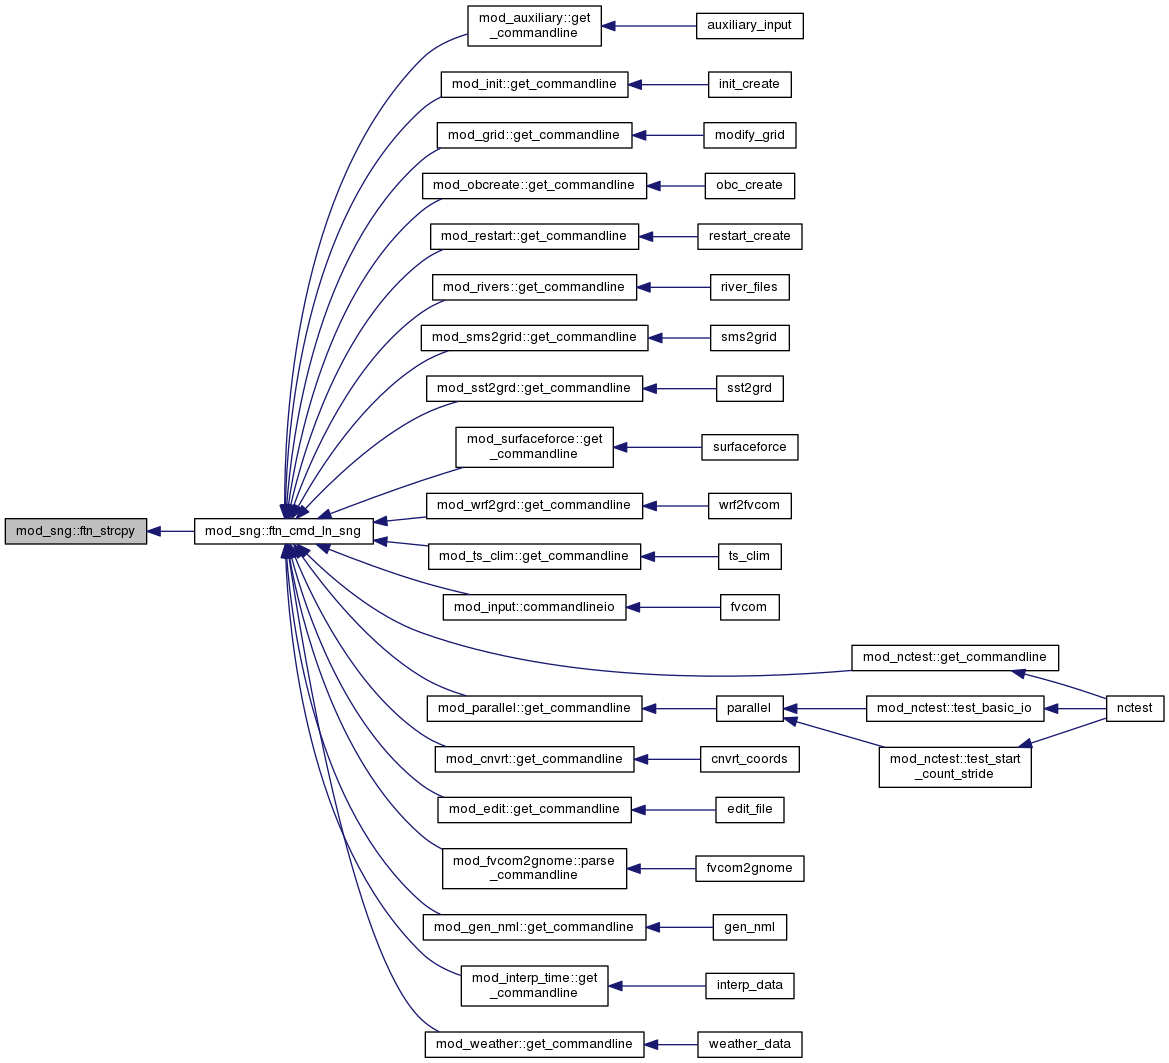 mod_auxiliary::get
_commandline
auxiliary_input
mod_init::get_commandline
init_create
mod_grid::get_commandline
modify_grid
mod_obcreate::get_commandline
obc_create
mod_restart::get_commandline
restart_create
mod_rivers::get_commandline
river_files
mod_sms2grid::get_commandline
sms2grid
mod_sst2grd::get_commandline
sst2grd
mod_surfaceforce::get
_commandline
surfaceforce
mod_wrf2grd::get_commandline
wrf2fvcom
mod_sng::ftn_strcpy
mod_sng::ftn_cmd_ln_sng
mod_ts_clim::get_commandline
ts_clim
mod_input::commandlineio
fvcom
mod_nctest::get_commandline
mod_parallel::get_commandline
parallel
mod_nctest::test_basic_io
nctest
mod_cnvrt::get_commandline
cnvrt_coords
mod_nctest::test_start
_count_stride
mod_edit::get_commandline
edit_file
mod_fvcom2gnome::parse
_commandline
fvcom2gnome
mod_gen_nml::get_commandline
gen_nml
mod_interp_time::get
_commandline
interp_data
mod_weather::get_commandline
weather_data